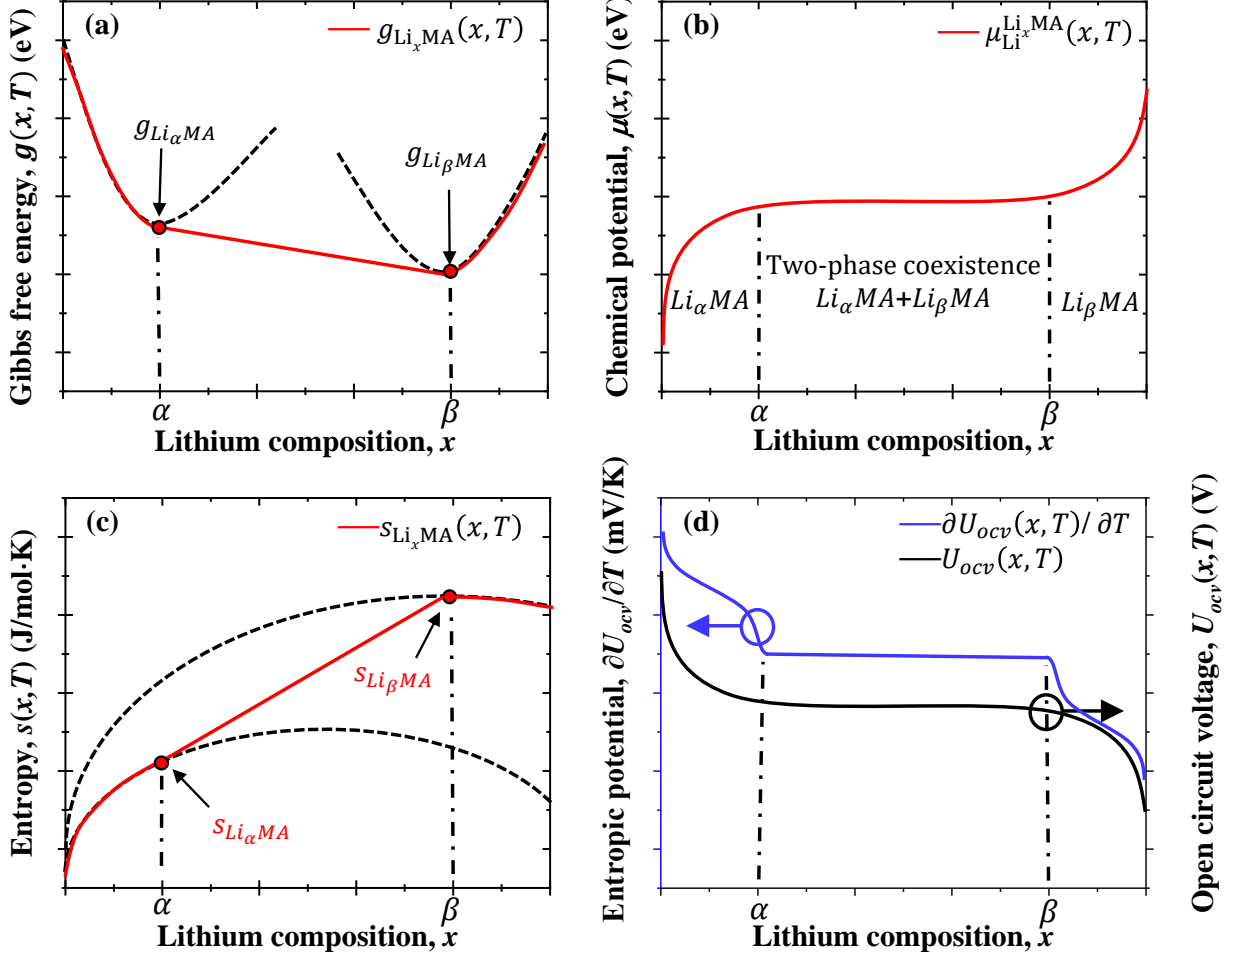 (a)
g_{Li_xMA}(x, T)
Gibbs free energy, g(x, T) (eV)
g_{Li_αMA}
g_{Li_βMA}
α
β
Lithium composition, x
(b)
μ_{Li}^{Li_xMA}(x, T)
Chemical potential, μ(x,T) (eV)
Two-phase coexistence
Li_αMA
Li_αMA+Li_βMA
Li_βMA
α
β
Lithium composition, x
(c)
s_{Li_xMA}(x, T)
Entropy, s(x,T) (J/mol·K)
s_{Li_βMA}
s_{Li_αMA}
α
β
Lithium composition, x
(d)
∂U_{ocv}(x, T)/ ∂T
U_{ocv}(x, T)
Entropic potential, ∂U_{ocv}/∂T (mV/K)
Open circuit voltage, U_{ocv}(x,T) (V)
α
β
Lithium composition, x